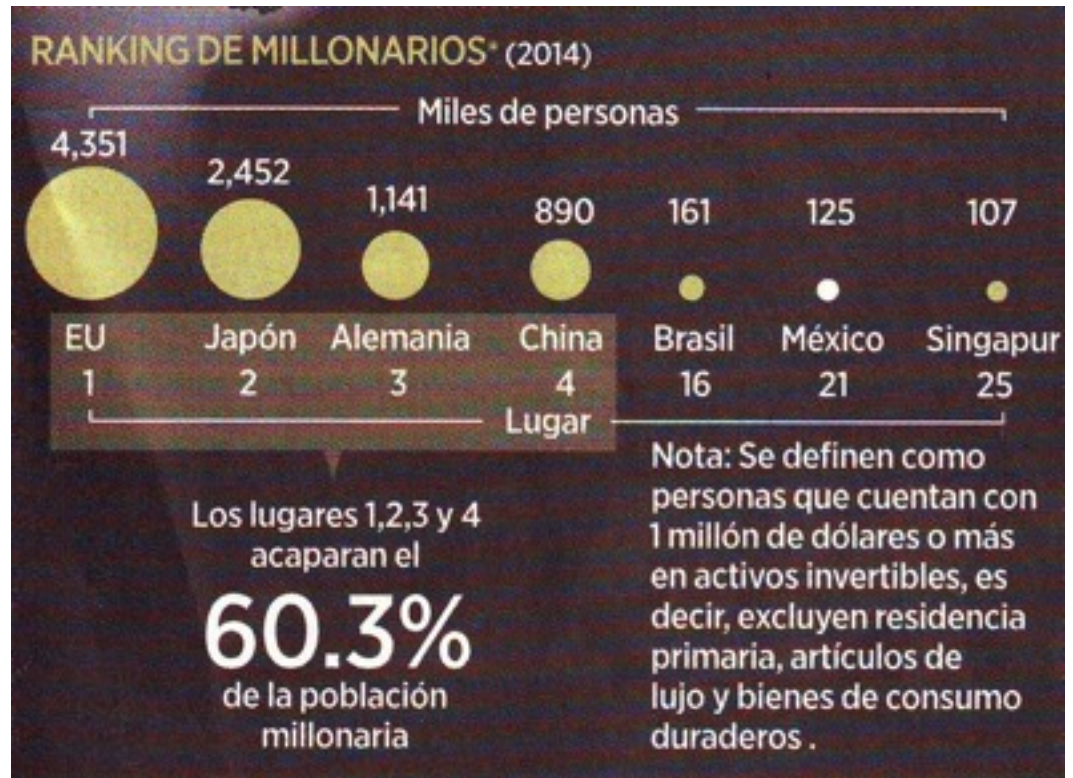 RANKING DE MILLONARIOS* (2014)
Miles de personas
4,351 2,452 1,141 890 161 125 107
EU Japón Alemania China Brasil México Singapur
1 2 3 4 16 21 25
Lugar
Los lugares 1,2,3 y 4
acaparan el
60.3%
de la población
millonaria
Nota: Se definen como
personas que cuentan con
1 millón de dólares o más
en activos invertibles, es
decir, excluyen residencia
primaria, artículos de
lujo y bienes de consumo
duraderos .